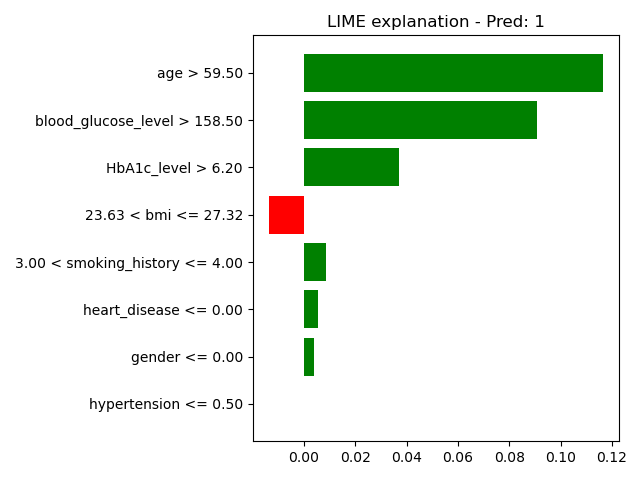 LIME explanation - Pred: 1
age > 59.50
blood_glucose_level > 158.50
HbA1c_level > 6.20
23.63 < bmi <= 27.32
3.00 < smoking_history <= 4.00
heart_disease <= 0.00
gender <= 0.00
hypertension <= 0.50
0.00 0.02 0.04 0.06 0.08 0.10 0.12